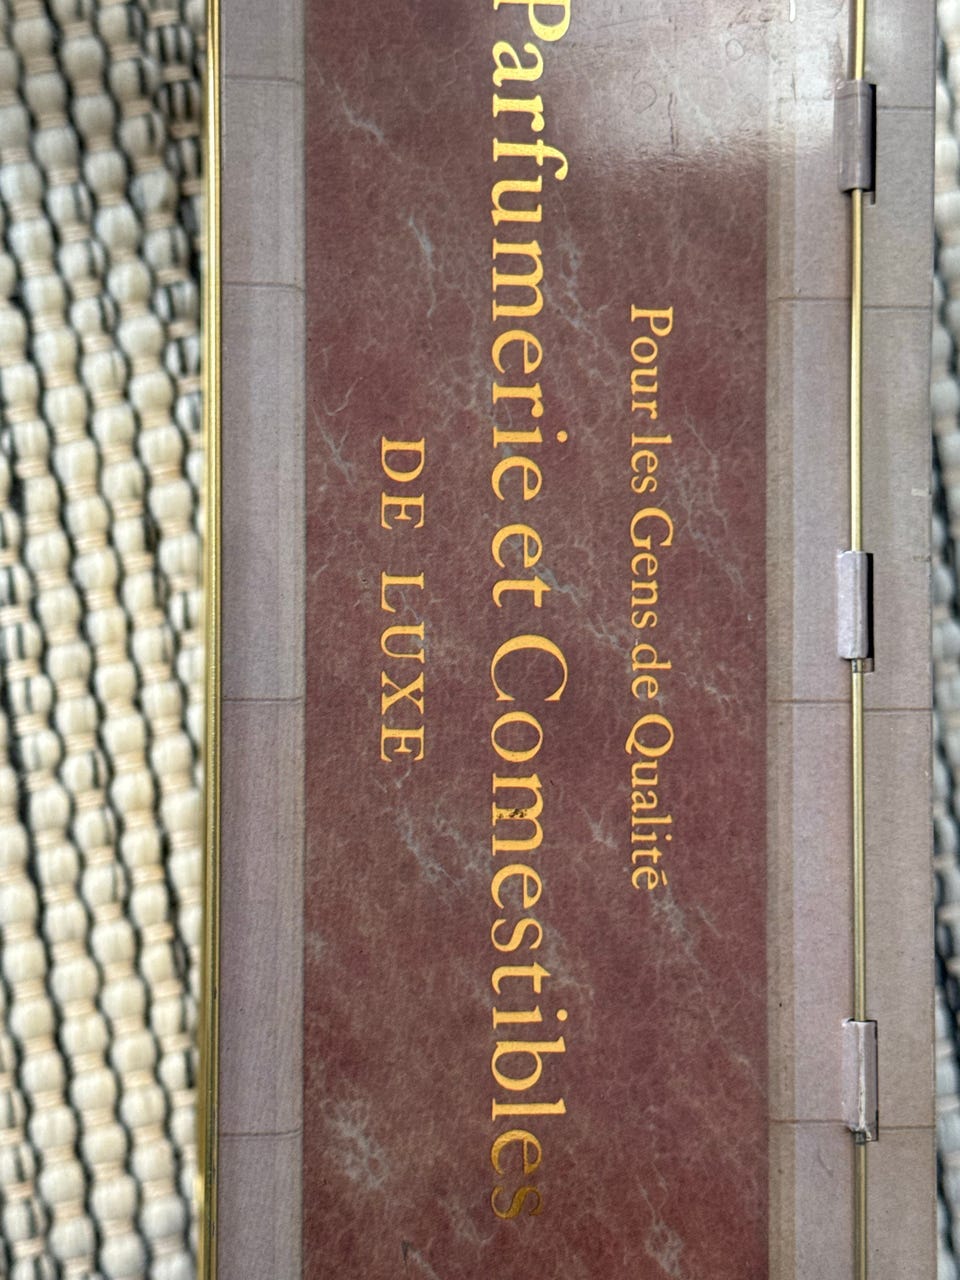 Pour les Gens de Qualité
Parfumerie et Comestibles
DE LUXE